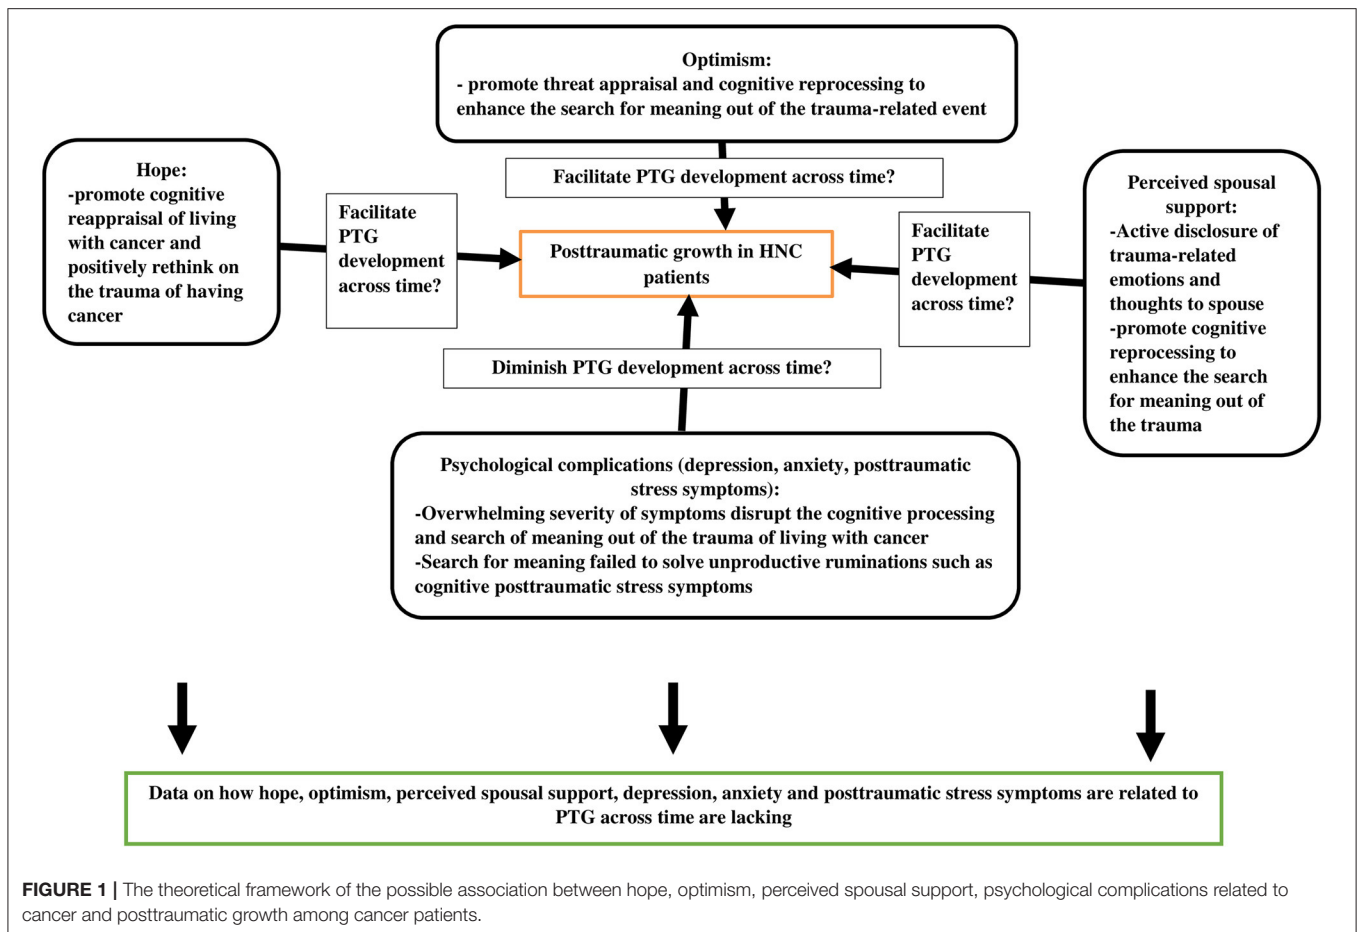 Optimism:
- promote threat appraisal and cognitive reprocessing to
enhance the search for meaning out of the trauma-related event
Hope:
-promote cognitive
reappraisal of living
with cancer and
positively rethink on
the trauma of having
cancer
Facilitate PTG development across time?
Facilitate
PTG
development
across time?
Posttraumatic growth in HNC
patients
Facilitate
PTG
development
across time?
Perceived spousal
support:
-Active disclosure of
trauma-related
emotions and
thoughts to spouse
-promote cognitive
reprocessing to
enhance the search
for meaning out of
the trauma
Diminish PTG development across time?
Psychological complications (depression, anxiety, posttraumatic
stress symptoms):
-Overwhelming severity of symptoms disrupt the cognitive processing
and search of meaning out of the trauma of living with cancer
-Search for meaning failed to solve unproductive ruminations such as
cognitive posttraumatic stress symptoms
Data on how hope, optimism, perceived spousal support, depression, anxiety and posttraumatic stress symptoms are related to
PTG across time are lacking
FIGURE 1 | The theoretical framework of the possible association between hope, optimism, perceived spousal support, psychological complications related to
cancer and posttraumatic growth among cancer patients.